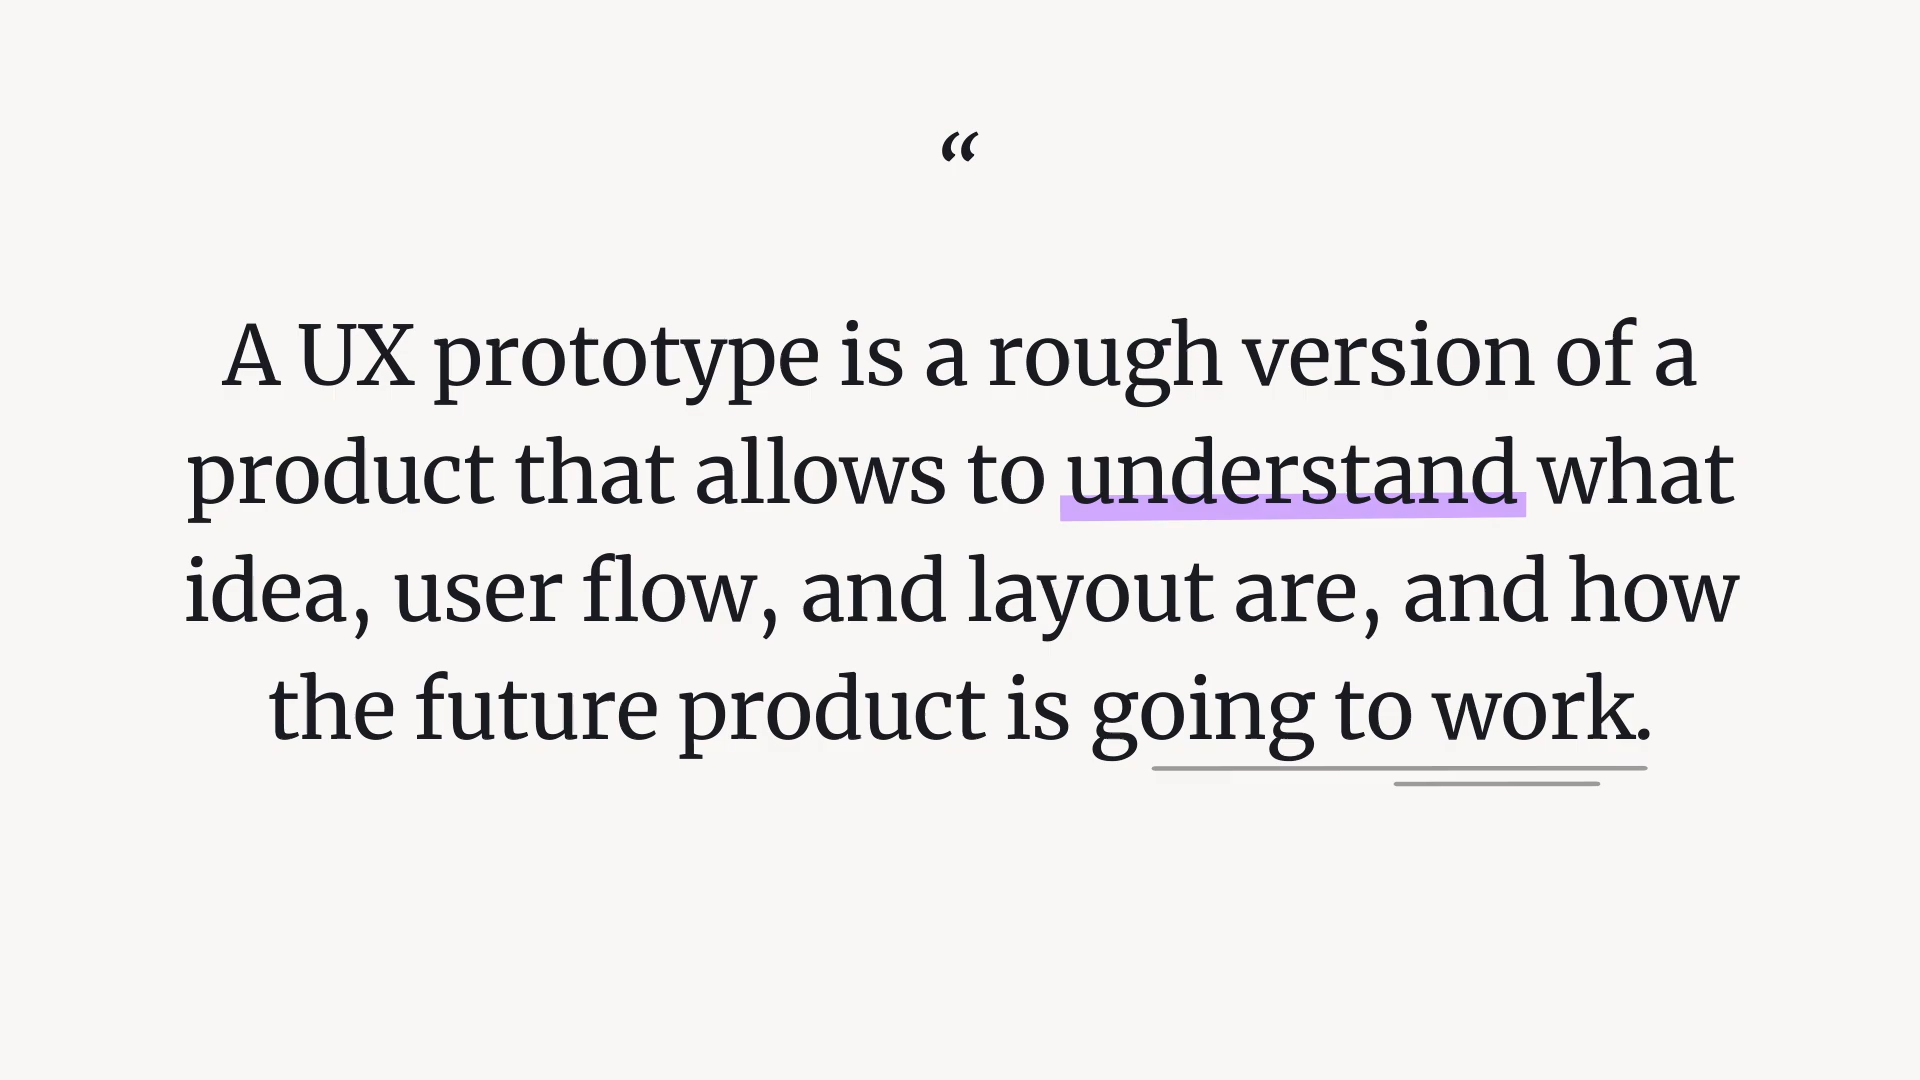 “
A UX prototype is a rough version of a
product that allows to understand what
idea, user flow, and layout are, and how
the future product is going to work.